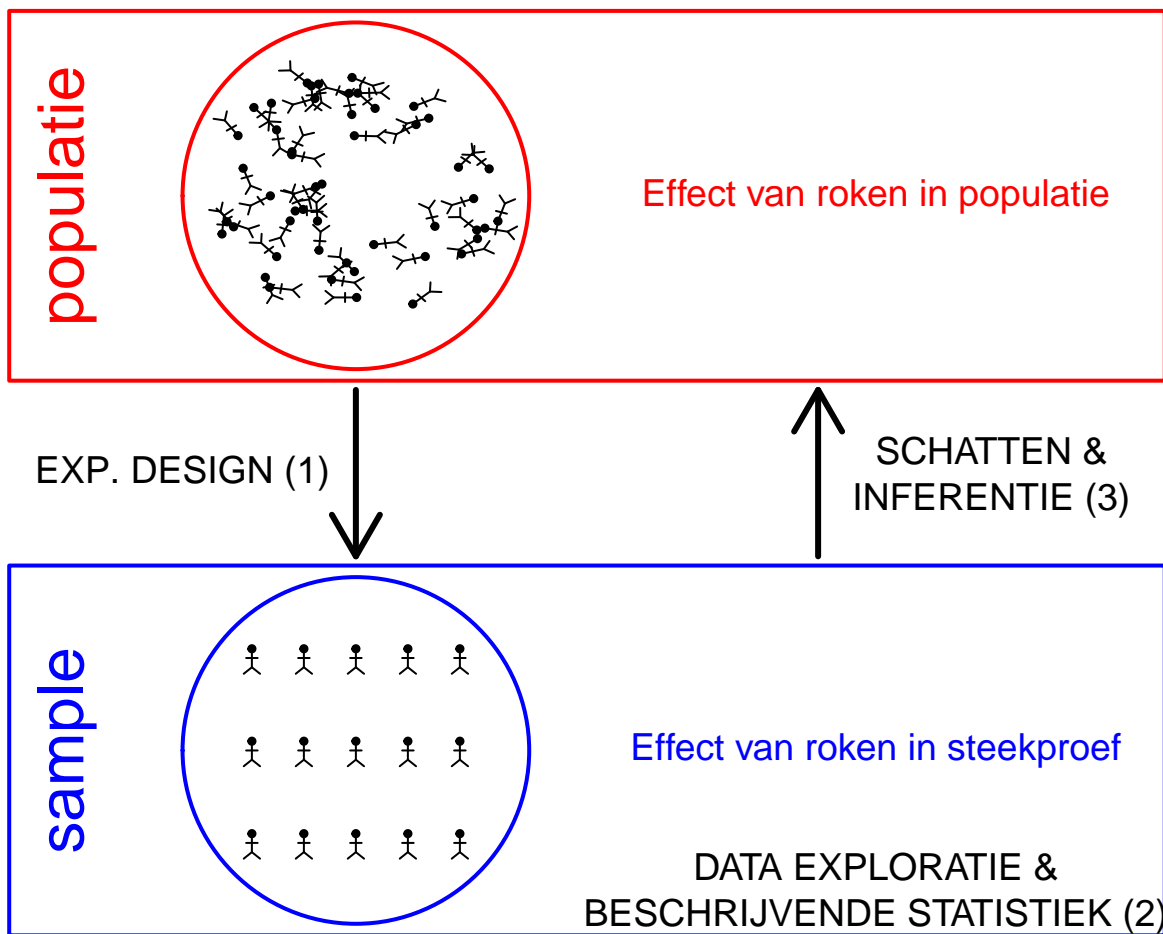 populatie
Effect van roken in populatie
EXP. DESIGN (1)
SCHATTEN &
INFERENTIE (3)
sample
Effect van roken in steekproef
DATA EXPLORATIE &
BESCHRIJVENDE STATISTIEK (2)